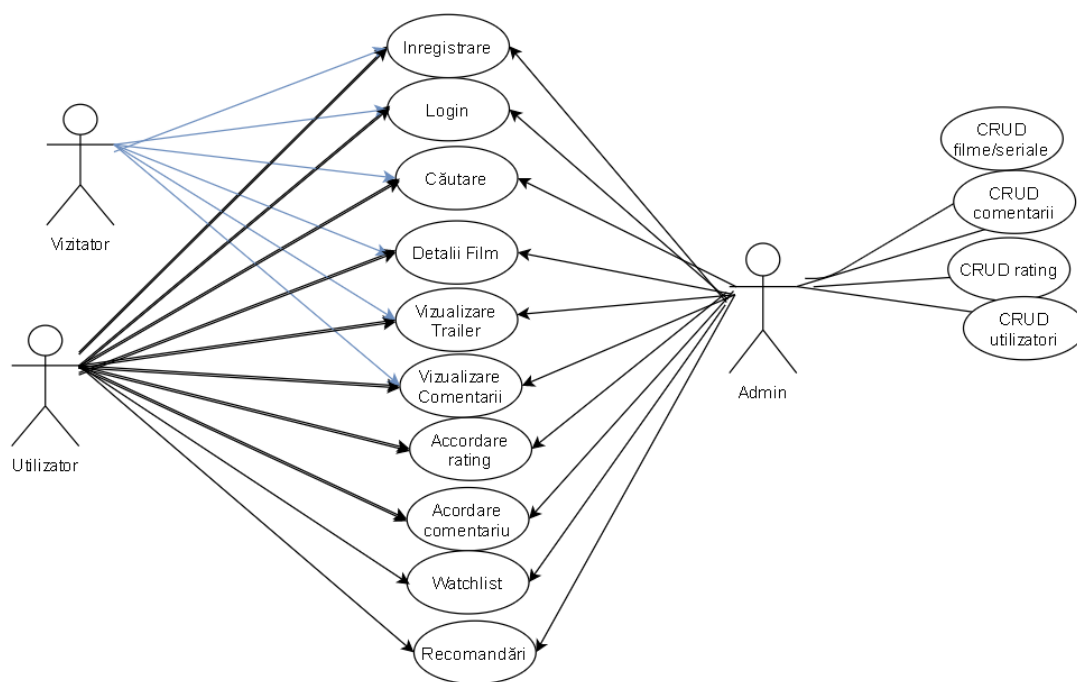 Inregistrare
Login
Căutare
Detalii Film
Vizualizare
Trailer
Vizualizare
Comentarii
Accordare
rating
Acordare
comentariu
Watchlist
Recomandări
Vizitator
Utilizator
Admin
CRUD
filme/seriale
CRUD
comentarii
CRUD rating
CRUD
utilizatori